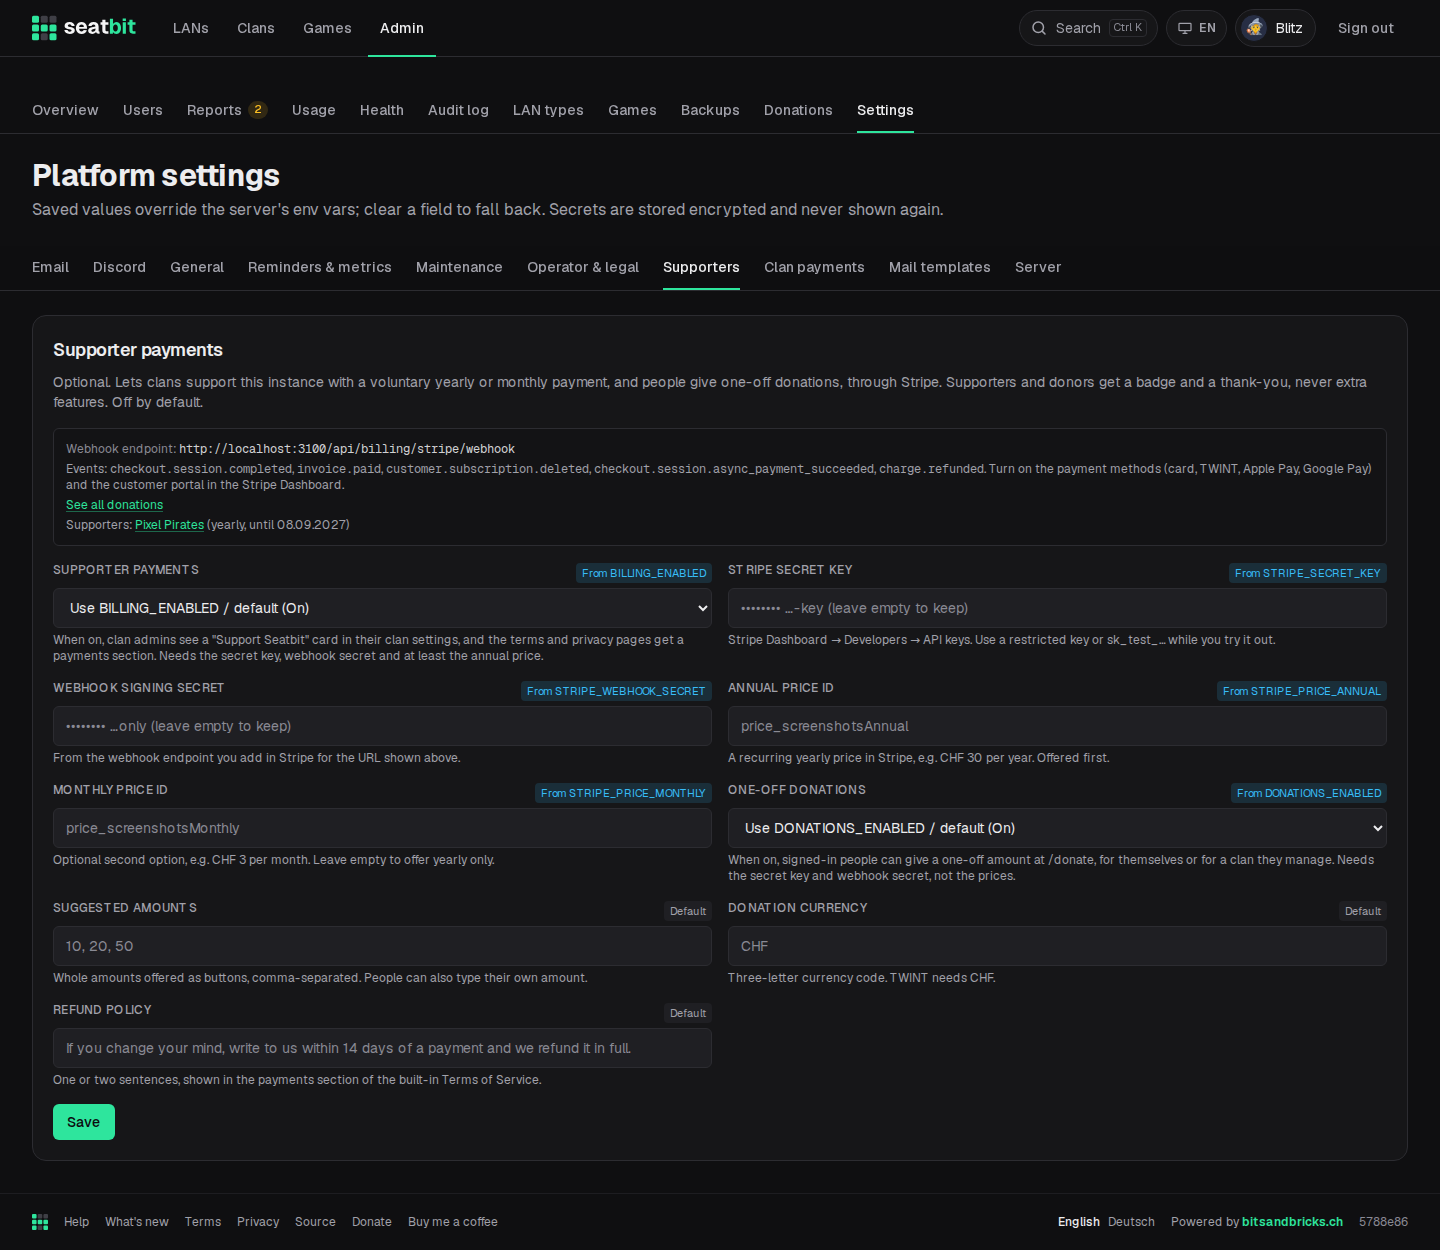 seatbit LANs Clans Games Admin Search Ctrl K EN Blitz Sign out
Overview Users Reports 2 Usage Health Audit log LAN types Games Backups Donations Settings
Platform settings
Saved values override the server's env vars; clear a field to fall back. Secrets are stored encrypted and never shown again.
Email Discord General Reminders & metrics Maintenance Operator & legal Supporters Clan payments Mail templates Server
Supporter payments
Optional. Lets clans support this instance with a voluntary yearly or monthly payment, and people give one-off donations, through Stripe. Supporters and donors get a badge and a thank-you, never extra
features. Off by default.
Webhook endpoint: http://localhost:3100/api/billing/stripe/webhook
Events: checkout.session.completed, invoice.paid, customer.subscription.deleted, checkout.session.async_payment_succeeded, charge.refunded. Turn on the payment methods (card, TWINT, Apple Pay, Google Pay)
and the customer portal in the Stripe Dashboard.
See all donations
Supporters: Pixel Pirates (yearly, until 08.09.2027)
SUPPORTER PAYMENTS From BILLING_ENABLED
Use BILLING_ENABLED / default (On)
When on, clan admins see a "Support Seatbit" card in their clan settings, and the terms and privacy pages get a
payments section. Needs the secret key, webhook secret and at least the annual price.
STRIPE SECRET KEY From STRIPE_SECRET_KEY
•••••••• …-key (leave empty to keep)
Stripe Dashboard → Developers → API keys. Use a restricted key or sk_test_… while you try it out.
WEBHOOK SIGNING SECRET From STRIPE_WEBHOOK_SECRET
•••••••• …only (leave empty to keep)
From the webhook endpoint you add in Stripe for the URL shown above.
ANNUAL PRICE ID From STRIPE_PRICE_ANNUAL
price_screenshotsAnnual
A recurring yearly price in Stripe, e.g. CHF 30 per year. Offered first.
MONTHLY PRICE ID From STRIPE_PRICE_MONTHLY
price_screenshotsMonthly
Optional second option, e.g. CHF 3 per month. Leave empty to offer yearly only.
ONE-OFF DONATIONS From DONATIONS_ENABLED
Use DONATIONS_ENABLED / default (On)
When on, signed-in people can give a one-off amount at /donate, for themselves or for a clan they manage. Needs
the secret key and webhook secret, not the prices.
SUGGESTED AMOUNTS Default
10, 20, 50
Whole amounts offered as buttons, comma-separated. People can also type their own amount.
DONATION CURRENCY Default
CHF
Three-letter currency code. TWINT needs CHF.
REFUND POLICY Default
If you change your mind, write to us within 14 days of a payment and we refund it in full.
One or two sentences, shown in the payments section of the built-in Terms of Service.
Save
Help What's new Terms Privacy Source Donate Buy me a coffee English Deutsch Powered by bitsandbricks.ch 5788e86